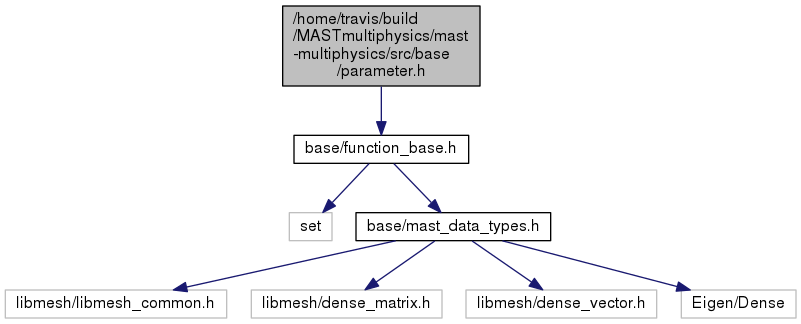 /home/travis/build
/MASTmultiphysics/mast
-multiphysics/src/base
/parameter.h
base/function_base.h
set
base/mast_data_types.h
libmesh/libmesh_common.h
libmesh/dense_matrix.h
libmesh/dense_vector.h
Eigen/Dense